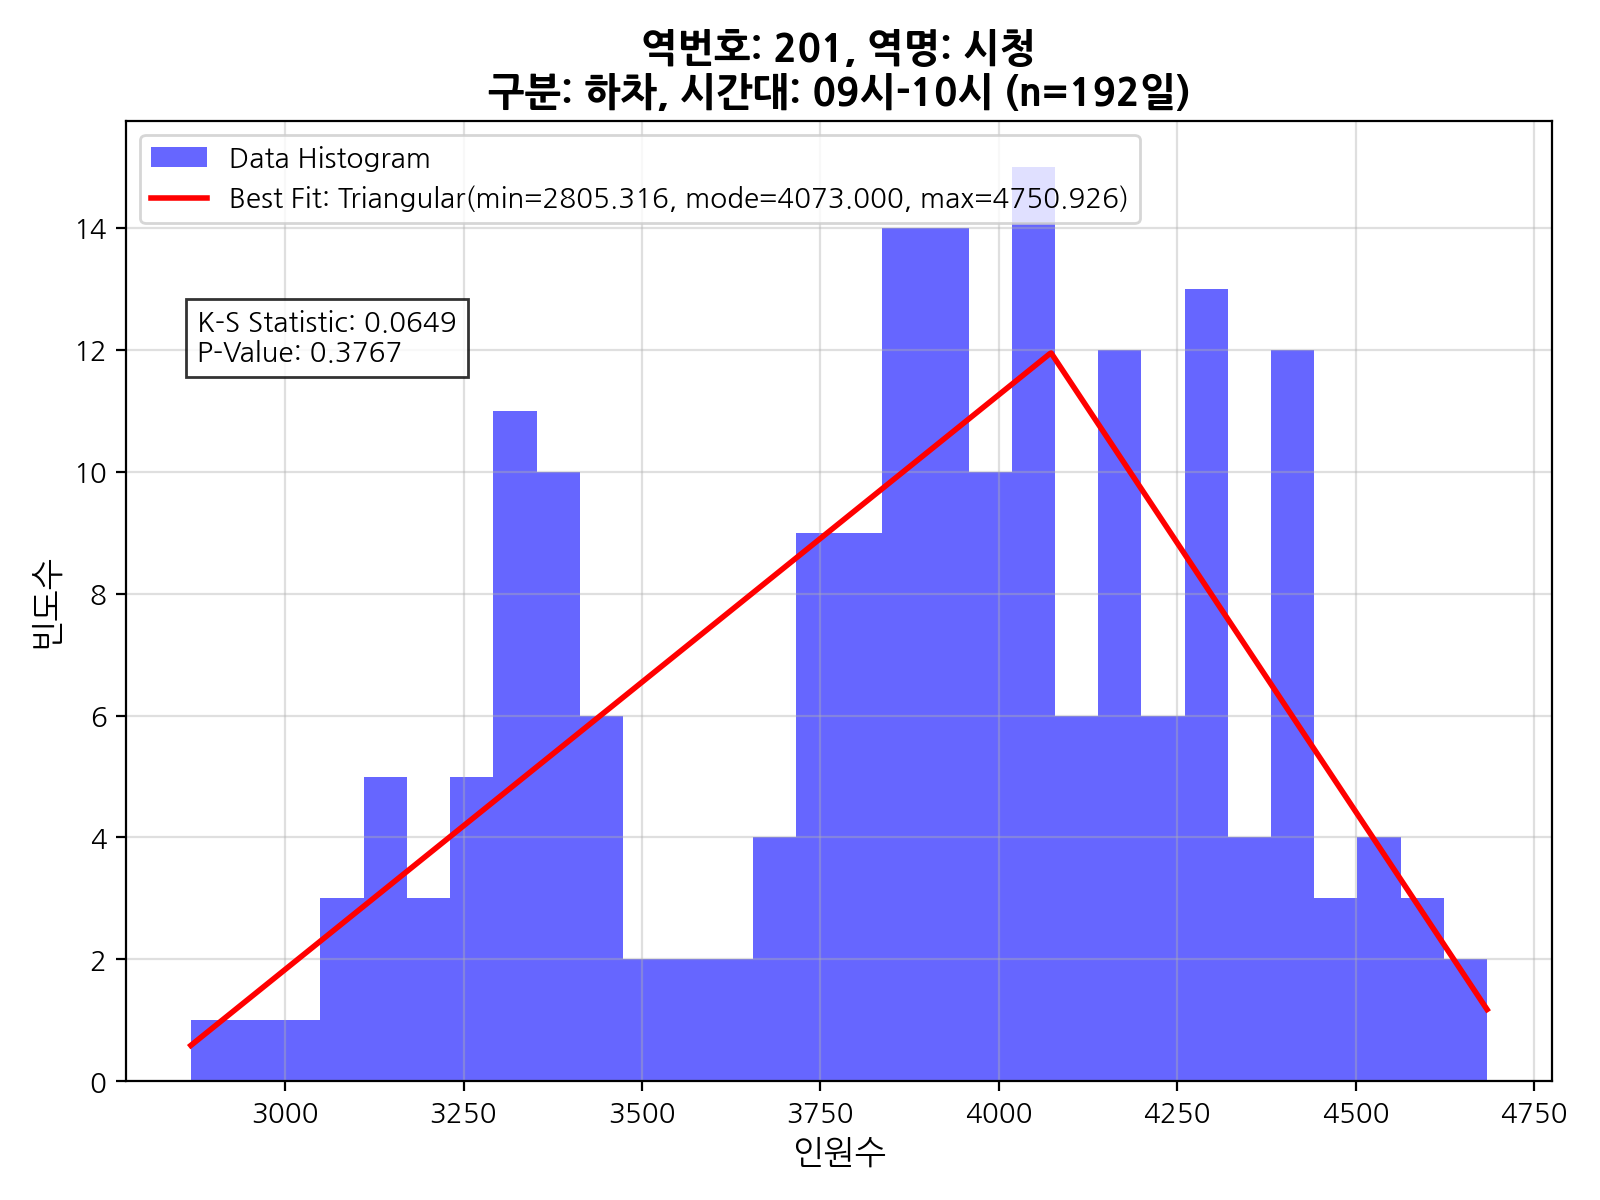 역번호: 201, 역명: 시청
구분: 하차, 시간대: 09시-10시 (n=192일)
Data Histogram
Best Fit: Triangular(min=2805.316, mode=4073.000, max=4750.926)
K-S Statistic: 0.0649
P-Value: 0.3767
빈도수
14
12
10
8
6
4
2
0
3000 3250 3500 3750 4000 4250 4500 4750
인원수